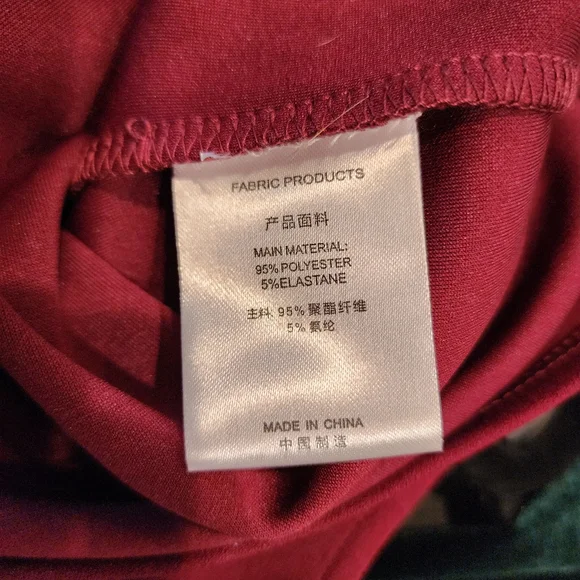 FABRIC PRODUCTS
产品面料
MAIN MATERIAL:
95% POLYESTER
5%ELASTANE
主料: 95% 聚酯纤维
5% 氨纶
MADE IN CHINA
中国制造